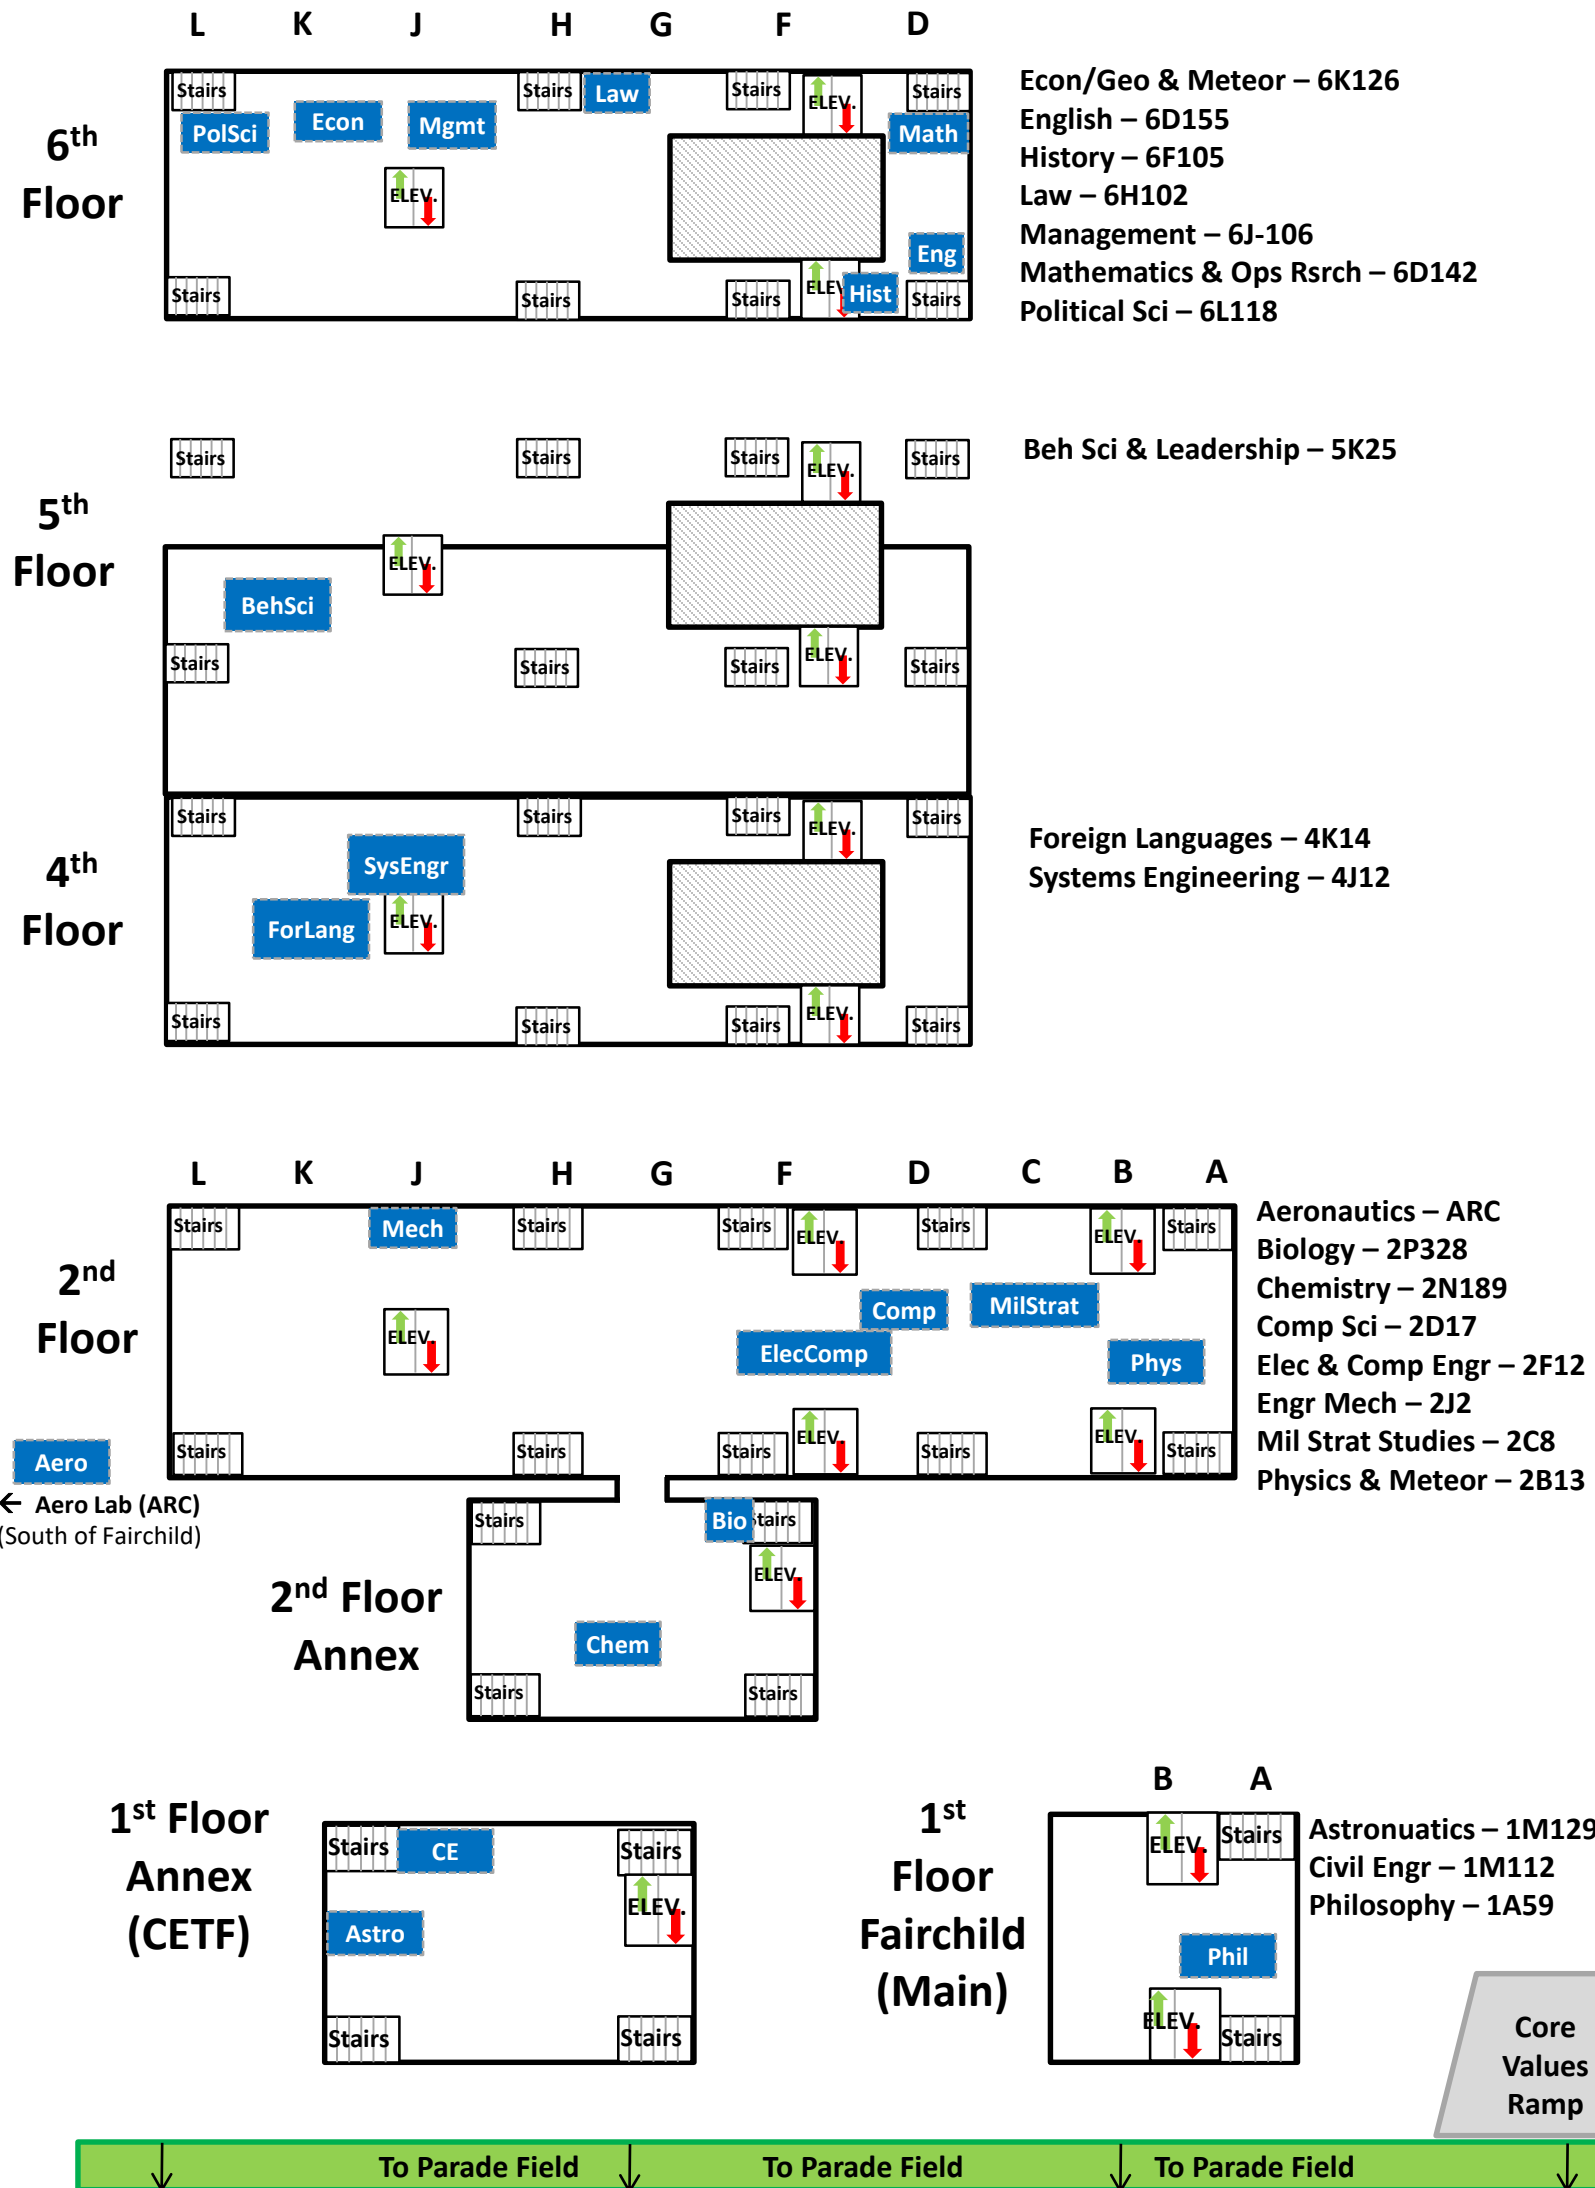 L K J H G F D
6th Floor
Stairs Stairs Stairs ELEV. Stairs
PolSci Econ Mgmt Law Math
ELEV.
Eng
Stairs Stairs Stairs ELEV. Hist Stairs
Econ/Geo & Meteor – 6K126
English – 6D155
History – 6F105
Law – 6H102
Management – 6J-106
Mathematics & Ops Rsrch – 6D142
Political Sci – 6L118
5th Floor
Stairs Stairs Stairs ELEV. Stairs
ELEV.
BehSci
Stairs Stairs Stairs ELEV. Stairs
Beh Sci & Leadership – 5K25
4th Floor
Stairs Stairs Stairs ELEV. Stairs
SysEngr
ForLang ELEV.
Stairs Stairs Stairs ELEV. Stairs
Foreign Languages – 4K14
Systems Engineering – 4J12
L K J H G F D C B A
2nd Floor
Stairs Mech Stairs Stairs ELEV. Stairs ELEV. Stairs
Comp MilStrat
ELEV. ElecComp Phys
Stairs Stairs Stairs ELEV. Stairs ELEV. Stairs
Aeronautics – ARC
Biology – 2P328
Chemistry – 2N189
Comp Sci – 2D17
Elec & Comp Engr – 2F12
Engr Mech – 2J2
Mil Strat Studies – 2C8
Physics & Meteor – 2B13
Aero
← Aero Lab (ARC)
(South of Fairchild)
2nd Floor
Annex
Stairs Bio Stairs
ELEV.
Chem
Stairs Stairs
1st Floor
Annex
(CETF)
Stairs CE Stairs
Astro ELEV.
Stairs Stairs
1st
Floor
Fairchild
(Main)
B A
ELEV. Stairs
Phil
ELEV. Stairs
Astronuatics – 1M129
Civil Engr – 1M112
Philosophy – 1A59
Core
Values
Ramp
To Parade Field To Parade Field To Parade Field